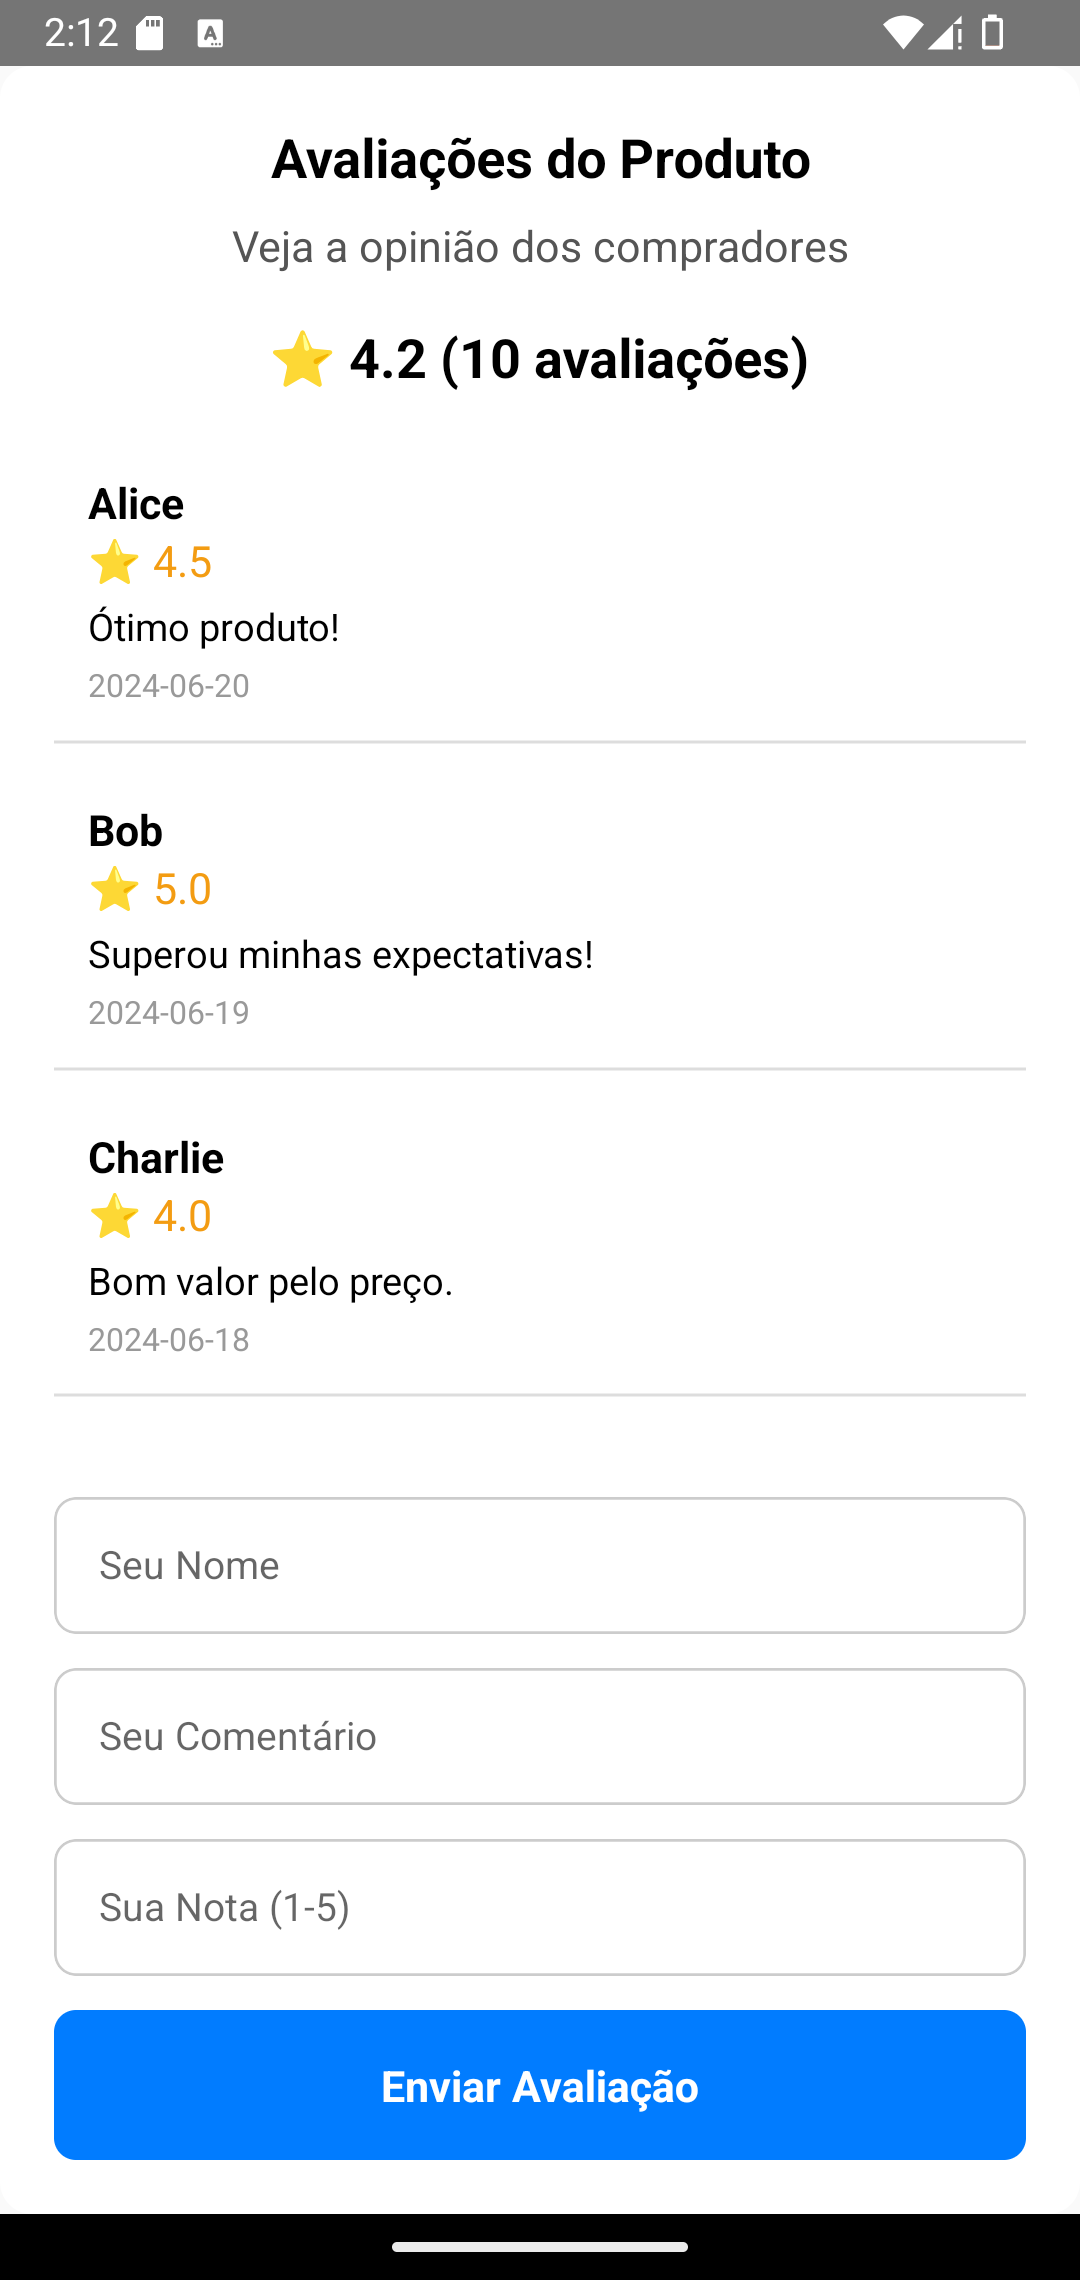 2:12
Avaliações do Produto
Veja a opinião dos compradores
⭐ 4.2 (10 avaliações)
Alice
⭐ 4.5
Ótimo produto!
2024-06-20
Bob
⭐ 5.0
Superou minhas expectativas!
2024-06-19
Charlie
⭐ 4.0
Bom valor pelo preço.
2024-06-18
Seu Nome
Seu Comentário
Sua Nota (1-5)
Enviar Avaliação